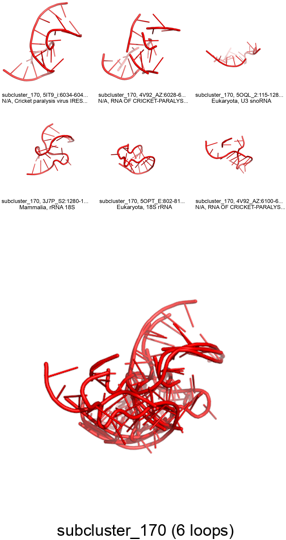 subcluster_170, 5IT9_i:6034-604...
N/A, Cricket paralysis virus IRES...
subcluster_170, 4V92_AZ:6028-6...
N/A, RNA OF CRICKET-PARALYS...
subcluster_170, 5OQL_2:115-126...
Eukaryota, U3 snoRNA
subcluster_170, 3J7P_S2:1280-1...
Mammalia, rRNA 18S
subcluster_170, 5OPT_E:802-81...
Eukaryota, 18S rRNA
subcluster_170, 4V92_AZ:6100-6...
N/A, RNA OF CRICKET-PARALYS...
subcluster_170 (6 loops)